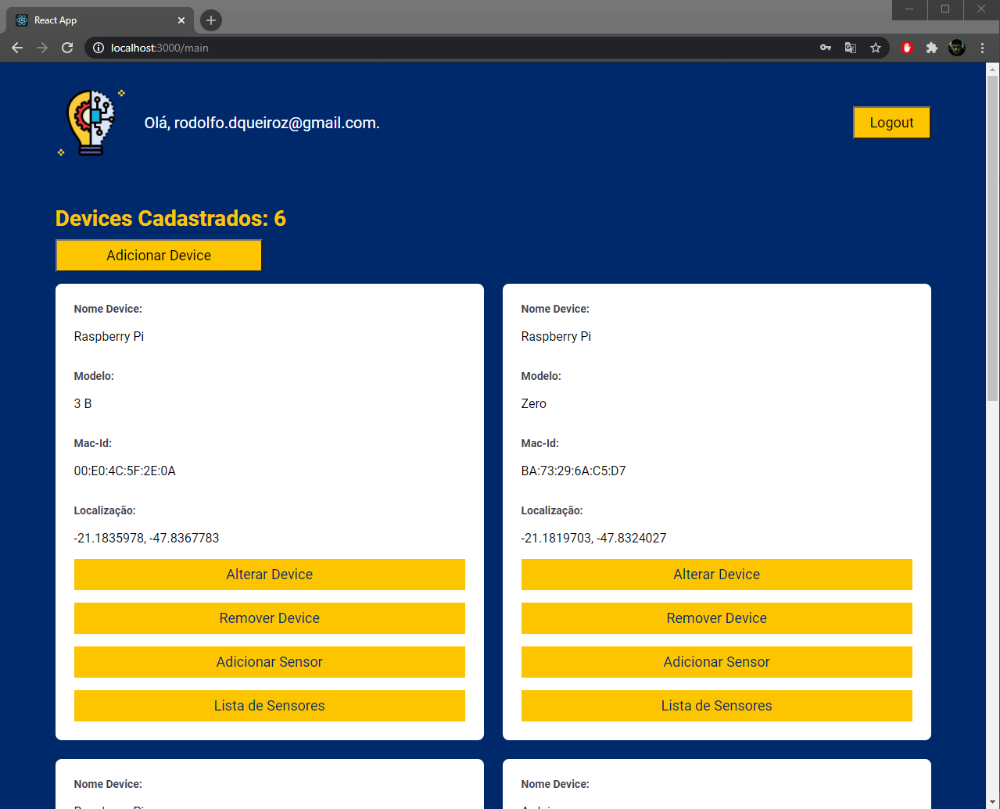 React App
localhost:3000/main
Olá, rodolfo.dqueiroz@gmail.com.
Logout
Devices Cadastrados: 6
Adicionar Device
Nome Device:
Raspberry Pi
Modelo:
3 B
Mac-Id:
00:E0:4C:5F:2E:0A
Localização:
-21.1835978, -47.8367783
Alterar Device
Remover Device
Adicionar Sensor
Lista de Sensores
Nome Device:
Raspberry Pi
Modelo:
Zero
Mac-Id:
BA:73:29:6A:C5:D7
Localização:
-21.1819703, -47.8324027
Alterar Device
Remover Device
Adicionar Sensor
Lista de Sensores
Nome Device:
Nome Device: